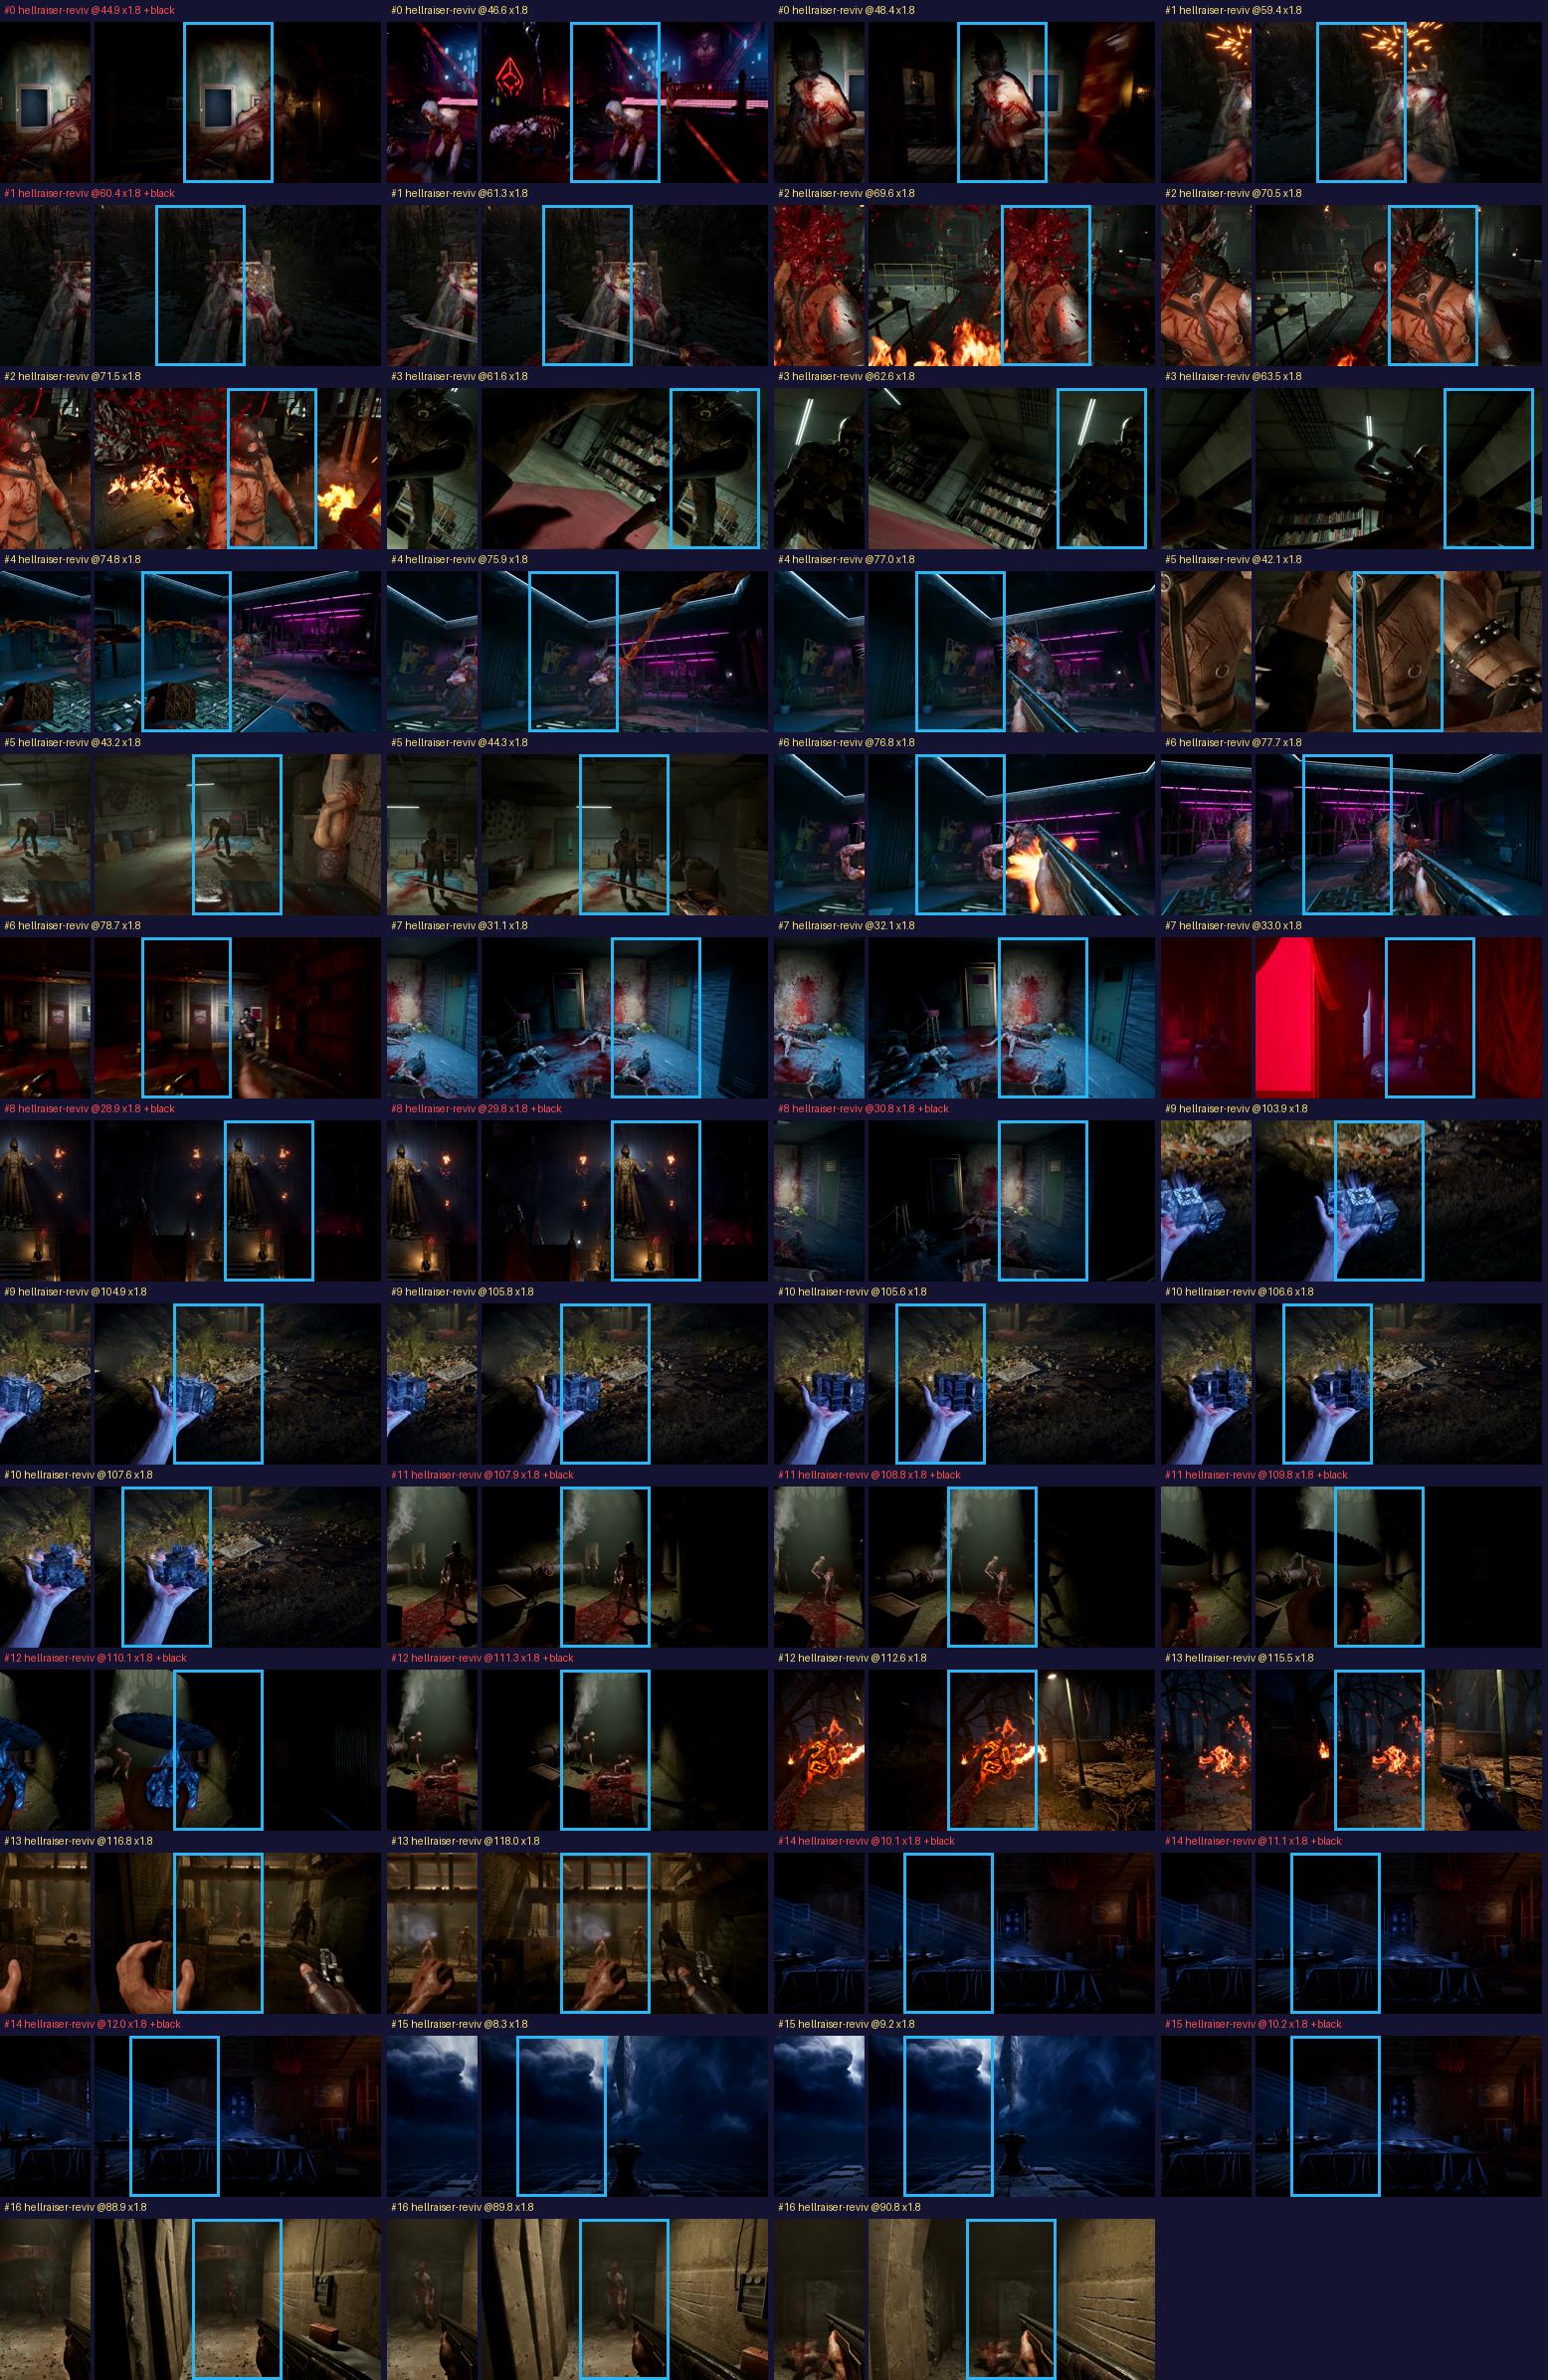 #0 hellraiser-reviv @44.9 x1.8 +black
#0 hellraiser-reviv @46.6 x1.8
#0 hellraiser-reviv @48.4 x1.8
#1 hellraiser-reviv @59.4 x1.8
#1 hellraiser-reviv @60.4 x1.8 +black
#1 hellraiser-reviv @61.3 x1.8
#2 hellraiser-reviv @69.6 x1.8
#2 hellraiser-reviv @70.5 x1.8
#2 hellraiser-reviv @71.5 x1.8
#3 hellraiser-reviv @61.6 x1.8
#3 hellraiser-reviv @62.6 x1.8
#3 hellraiser-reviv @63.5 x1.8
#4 hellraiser-reviv @74.8 x1.8
#4 hellraiser-reviv @75.9 x1.8
#4 hellraiser-reviv @77.0 x1.8
#5 hellraiser-reviv @42.1 x1.8
#5 hellraiser-reviv @43.2 x1.8
#5 hellraiser-reviv @44.3 x1.8
#6 hellraiser-reviv @76.8 x1.8
#6 hellraiser-reviv @77.7 x1.8
#6 hellraiser-reviv @78.7 x1.8
#7 hellraiser-reviv @31.1 x1.8
#7 hellraiser-reviv @32.1 x1.8
#7 hellraiser-reviv @33.0 x1.8
#8 hellraiser-reviv @28.9 x1.8 +black
#8 hellraiser-reviv @29.8 x1.8 +black
#8 hellraiser-reviv @30.8 x1.8 +black
#9 hellraiser-reviv @103.9 x1.8
#9 hellraiser-reviv @104.9 x1.8
#9 hellraiser-reviv @105.8 x1.8
#10 hellraiser-reviv @105.6 x1.8
#10 hellraiser-reviv @106.6 x1.8
#10 hellraiser-reviv @107.6 x1.8
#11 hellraiser-reviv @107.9 x1.8 +black
#11 hellraiser-reviv @108.8 x1.8 +black
#11 hellraiser-reviv @109.8 x1.8 +black
#12 hellraiser-reviv @110.1 x1.8 +black
#12 hellraiser-reviv @111.3 x1.8 +black
#12 hellraiser-reviv @112.6 x1.8
#13 hellraiser-reviv @115.5 x1.8
#13 hellraiser-reviv @116.8 x1.8
#13 hellraiser-reviv @118.0 x1.8
#14 hellraiser-reviv @10.1 x1.8 +black
#14 hellraiser-reviv @11.1 x1.8 +black
#14 hellraiser-reviv @12.0 x1.8 +black
#15 hellraiser-reviv @8.3 x1.8
#15 hellraiser-reviv @9.2 x1.8
#15 hellraiser-reviv @10.2 x1.8 +black
#16 hellraiser-reviv @88.9 x1.8
#16 hellraiser-reviv @89.8 x1.8
#16 hellraiser-reviv @90.8 x1.8